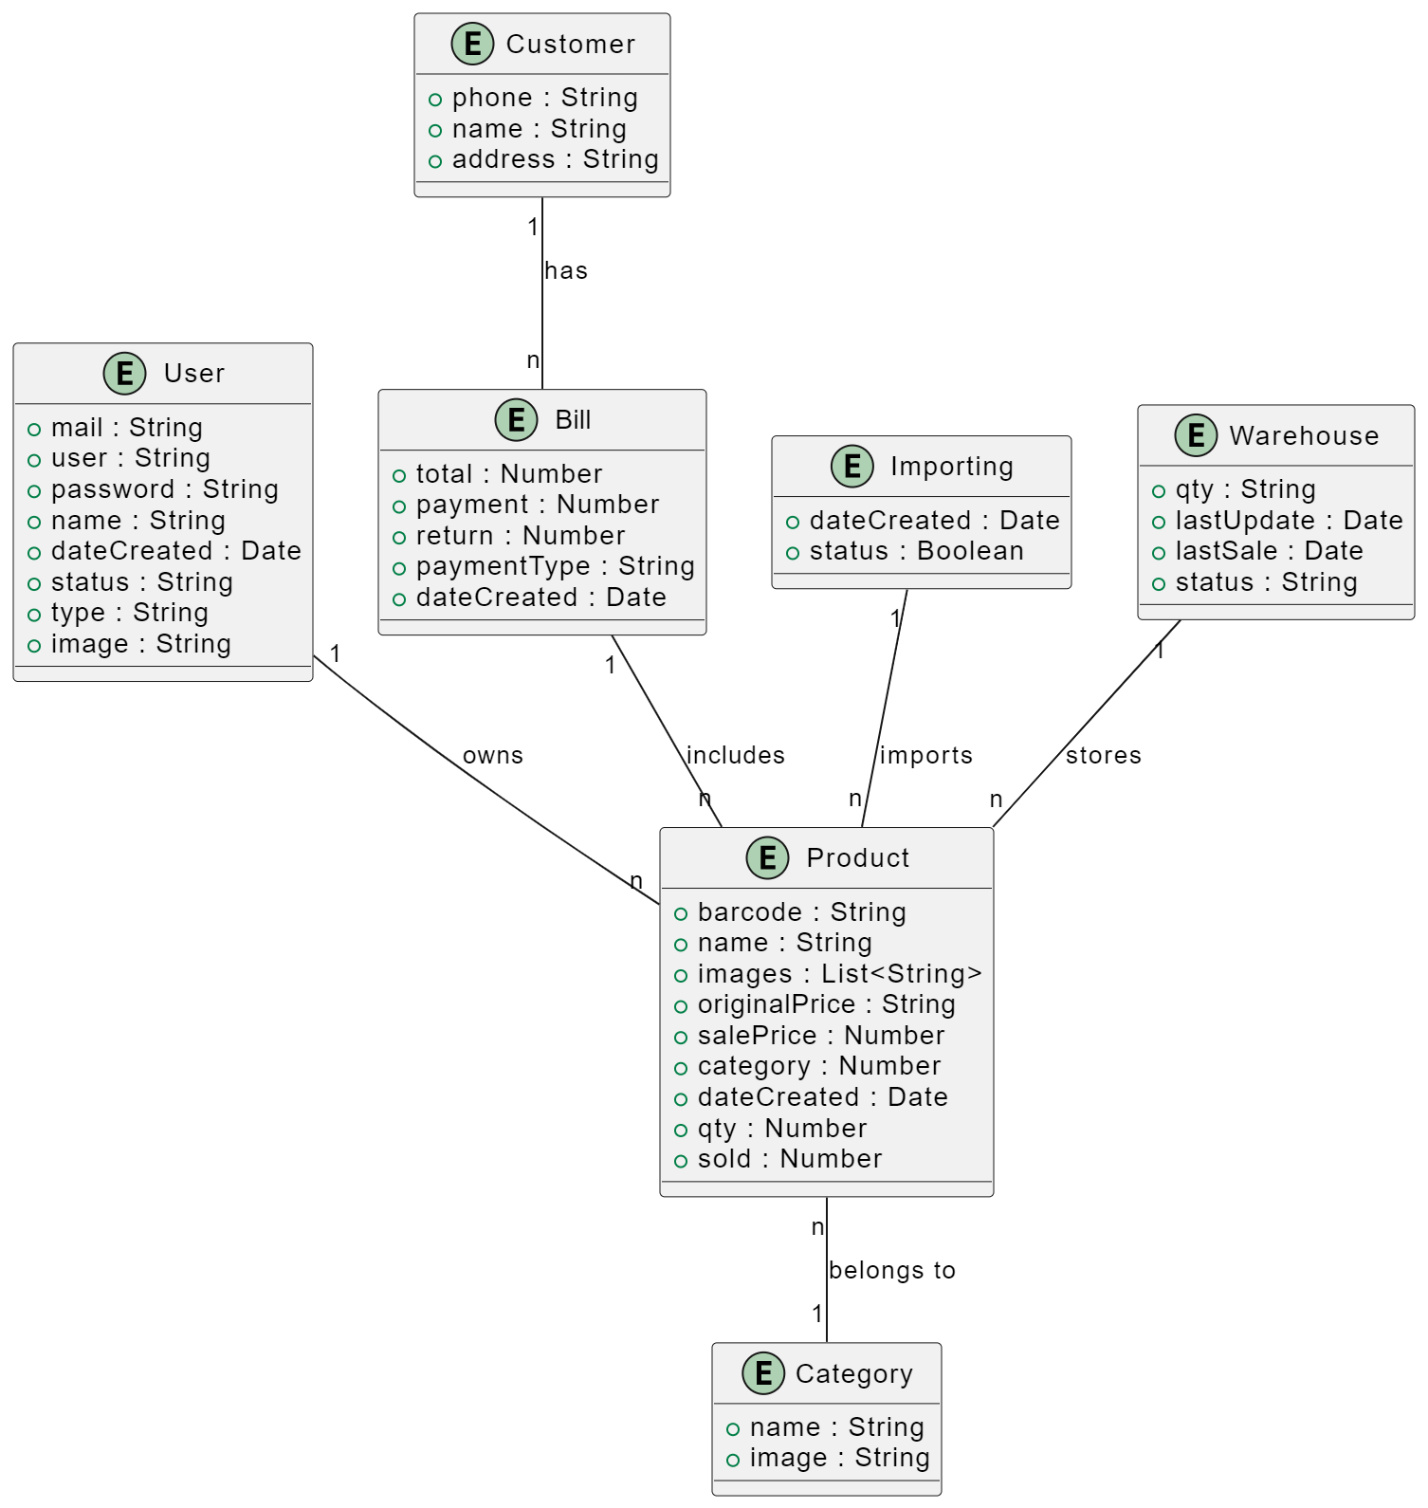 E Customer
phone : String
name : String
address : String
1
has
n
E User
mail : String
user : String
password : String
name : String
dateCreated : Date
status : String
type : String
image : String
E Bill
total : Number
payment : Number
return : Number
paymentType : String
dateCreated : Date
E Importing
dateCreated : Date
status : Boolean
E Warehouse
qty : String
lastUpdate : Date
lastSale : Date
status : String
1
owns
n
1
includes
n
1
imports
n
1
stores
n
E Product
barcode : String
name : String
images : List<String>
originalPrice : String
salePrice : Number
category : Number
dateCreated : Date
qty : Number
sold : Number
n
belongs to
1
E Category
name : String
image : String